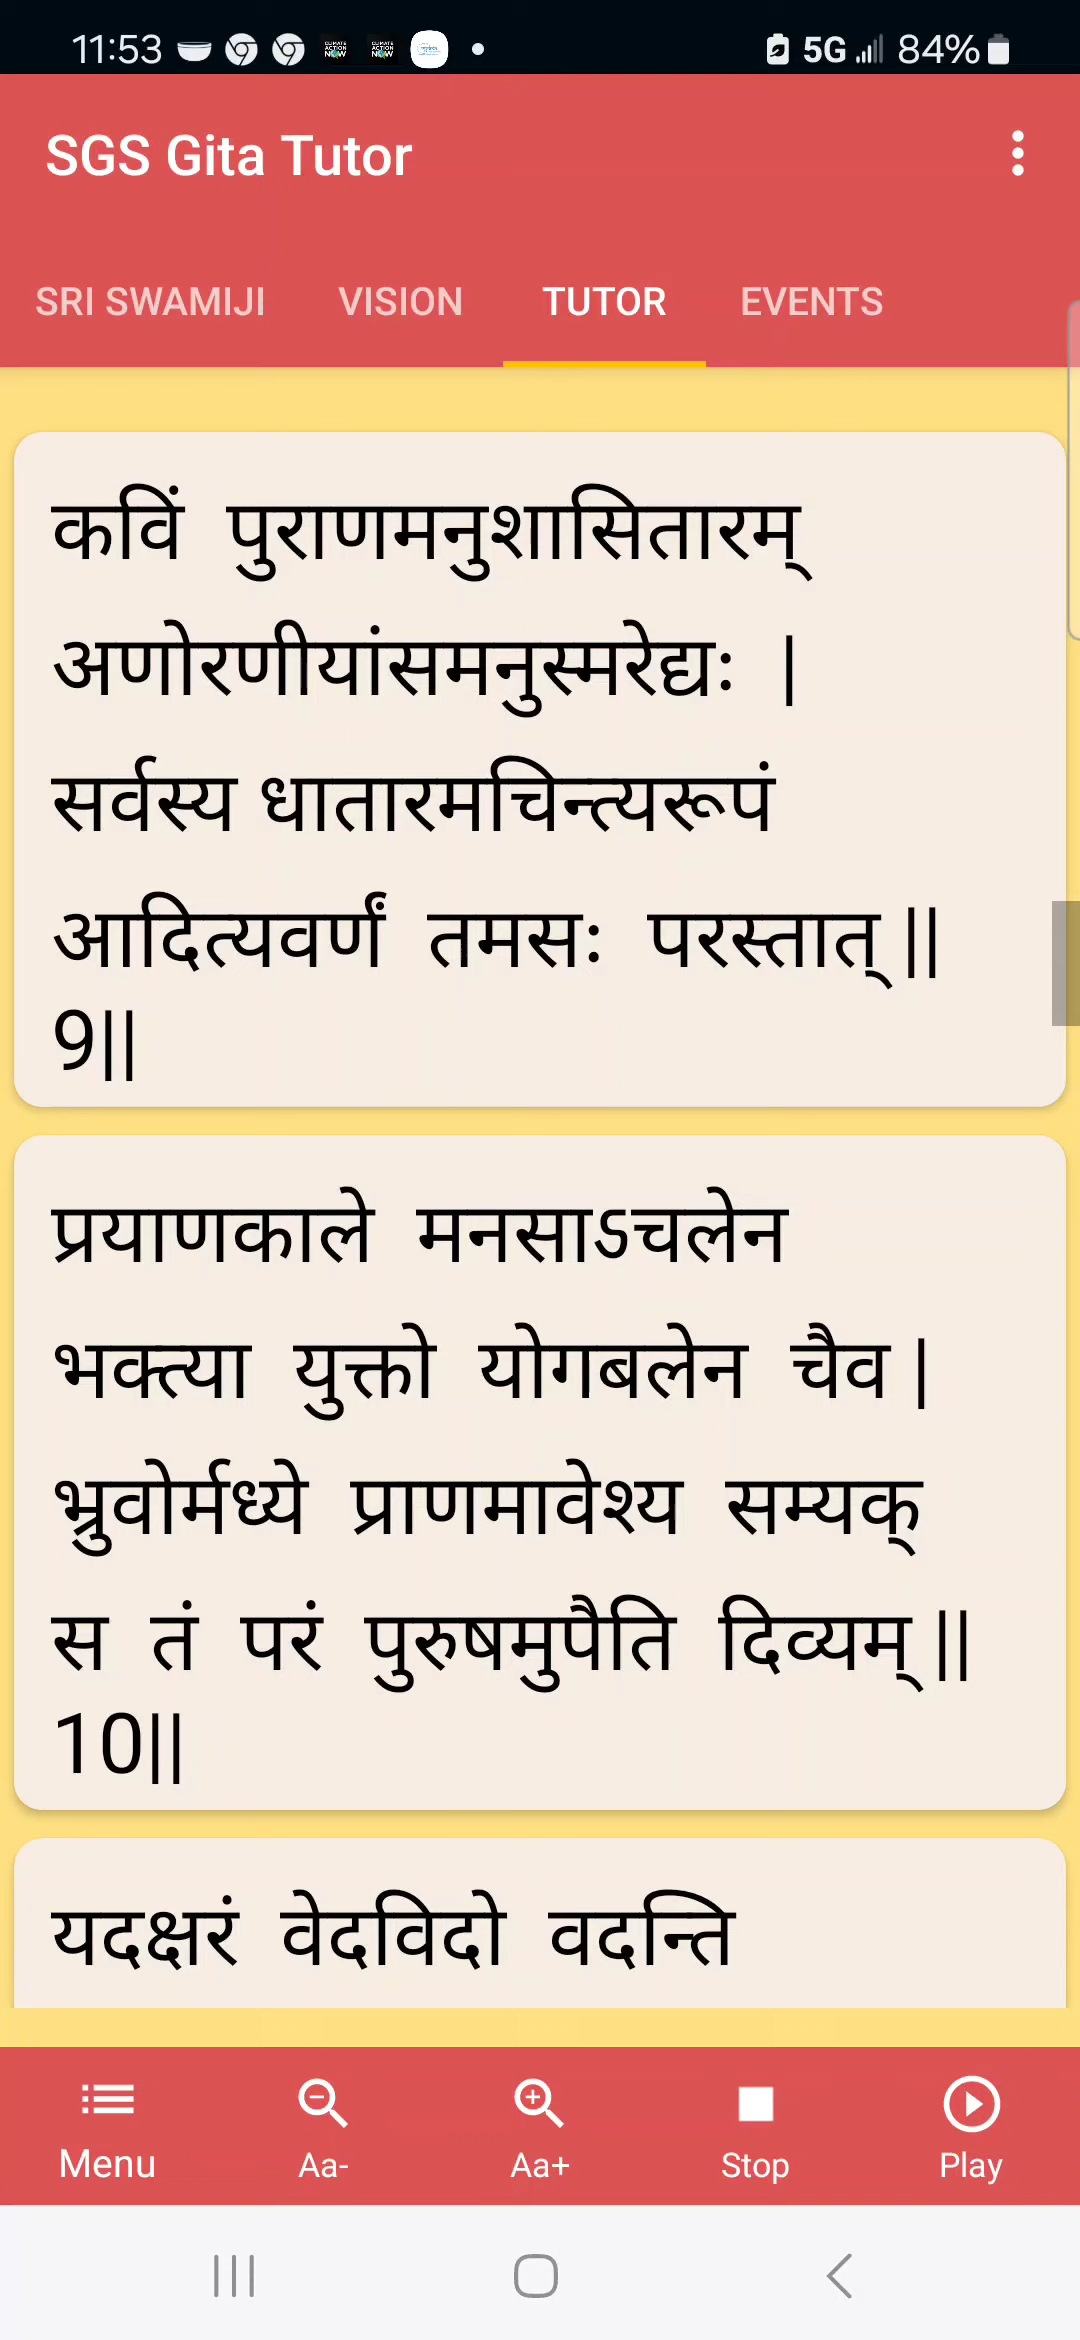 11:53
5G 84%
SGS Gita Tutor
SRI SWAMIJI VISION TUTOR EVENTS
कविं पुराणमनुशासितारम्
अणोरणीयांसमनुस्मरेद्यः |
सर्वस्य धातारमचिन्त्यरूपं
आदित्यवर्णं तमसः परस्तात् ||
9||
प्रयाणकाले मनसाऽचलेन
भक्त्या युक्तो योगबलेन चैव |
भ्रुवोर्मध्ये प्राणमावेश्य सम्यक्
स तं परं पुरुषमुपैति दिव्यम् ||
10||
यदक्षरं वेदविदो वदन्ति
Menu Aa- Aa+ Stop Play